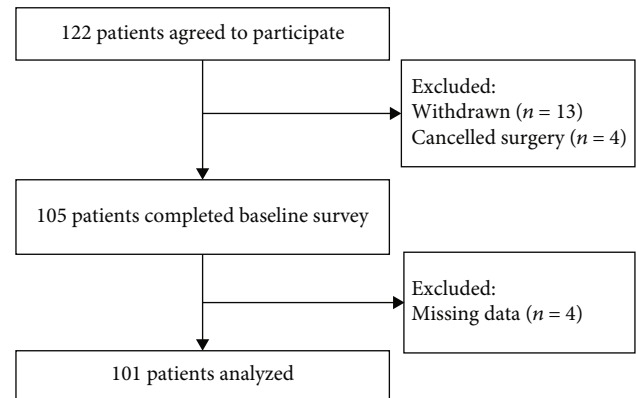 122 patients agreed to participate
Excluded:
Withdrawn (n = 13)
Cancelled surgery (n = 4)
105 patients completed baseline survey
Excluded:
Missing data (n = 4)
101 patients analyzed